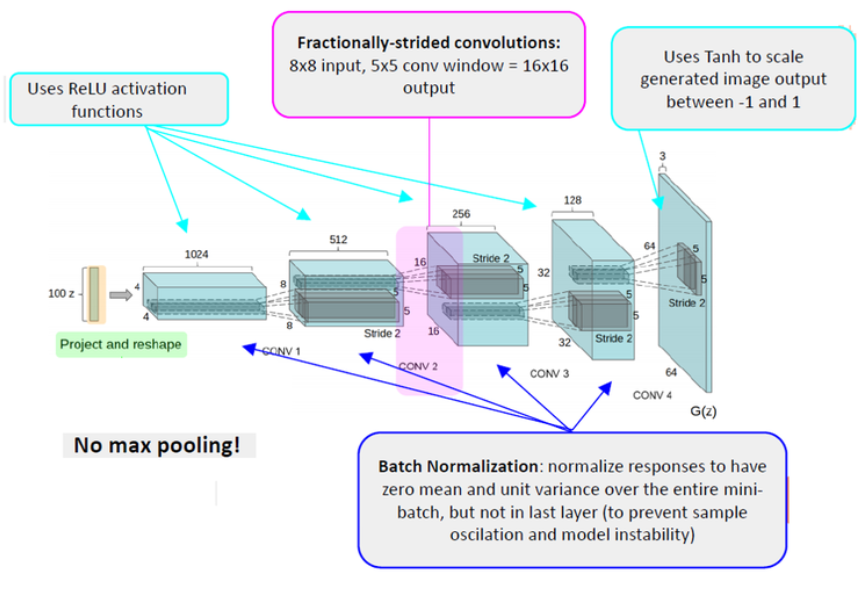 Fractionally-strided convolutions:
8x8 input, 5x5 conv window = 16x16
output
Uses Tanh to scale
generated image output
between -1 and 1
Uses ReLU activation
functions
3
128
256
512
1024
64
5
5
Stride 2
16
5
5
Stride 2
32
8
5
5
4
100 z
4
Stride 2
16
5
5
Stride 2
8
32
64
Project and reshape
CONV 1
CONV 2
CONV 3
CONV 4
G(z)
No max pooling!
Batch Normalization: normalize responses to have
zero mean and unit variance over the entire mini-
batch, but not in last layer (to prevent sample
oscilation and model instability)